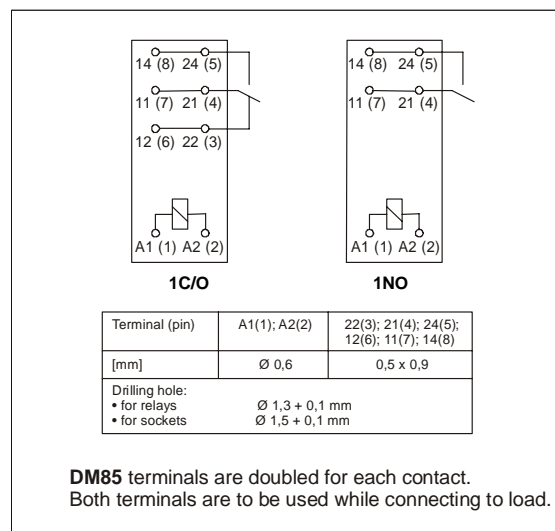 14 (8) 24 (5)
11 (7) 21 (4)
12 (6) 22 (3)
A1 (1) A2 (2)
1C/O
14 (8) 24 (5)
11 (7) 21 (4)
A1 (1) A2 (2)
1NO
Terminal (pin) A1(1); A2(2) 22(3); 21(4); 24(5);
12(6); 11(7); 14(8)
[mm] Ø 0,6 0,5 x 0,9
Drilling hole:
• for relays Ø 1,3 + 0,1 mm
• for sockets Ø 1,5 + 0,1 mm
DM85 terminals are doubled for each contact.
Both terminals are to be used while connecting to load.